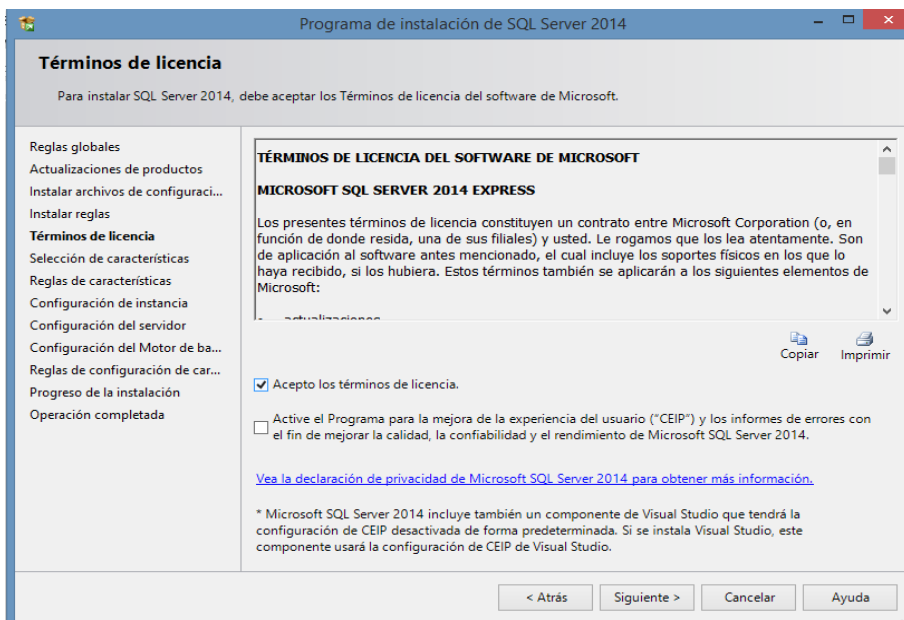 Programa de instalación de SQL Server 2014
Términos de licencia
Para instalar SQL Server 2014, debe aceptar los Términos de licencia del software de Microsoft.
Reglas globales
Actualizaciones de productos
Instalar archivos de configuraci...
Instalar reglas
Términos de licencia
Selección de características
Reglas de características
Configuración de instancia
Configuración del servidor
Configuración del Motor de ba...
Reglas de configuración de car...
Progreso de la instalación
Operación completada
TÉRMINOS DE LICENCIA DEL SOFTWARE DE MICROSOFT
MICROSOFT SQL SERVER 2014 EXPRESS
Los presentes términos de licencia constituyen un contrato entre Microsoft Corporation (o, en
función de donde resida, una de sus filiales) y usted. Le rogamos que los lea atentamente. Son
de aplicación al software antes mencionado, el cual incluye los soportes físicos en los que lo
haya recibido, si los hubiera. Estos términos también se aplicarán a los siguientes elementos de
Microsoft:
• actualizaciones
Copiar
Imprimir
Acepto los términos de licencia.
Active el Programa para la mejora de la experiencia del usuario ("CEIP") y los informes de errores con
el fin de mejorar la calidad, la confiabilidad y el rendimiento de Microsoft SQL Server 2014.
Vea la declaración de privacidad de Microsoft SQL Server 2014 para obtener más información.
* Microsoft SQL Server 2014 incluye también un componente de Visual Studio que tendrá la
configuración de CEIP desactivada de forma predeterminada. Si se instala Visual Studio, este
componente usará la configuración de CEIP de Visual Studio.
< Atrás
Siguiente >
Cancelar
Ayuda